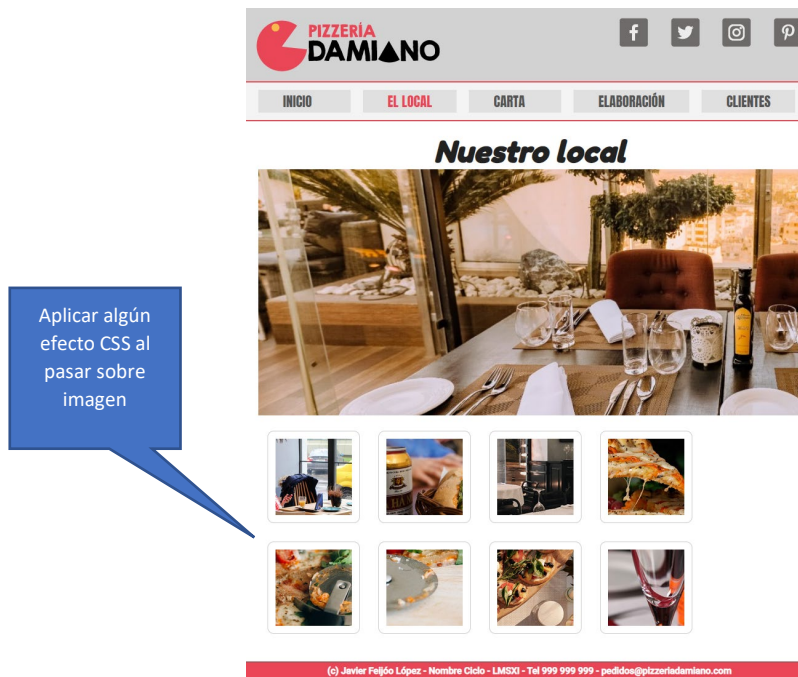 PIZZERÍA
DAMIANO
INICIO
EL LOCAL
CARTA
ELABORACIÓN
CLIENTES
Nuestro local
Aplicar algún
efecto CSS al
pasar sobre
imagen
(c) Javier Feijóo López - Nombre Ciclo - LMSXI - Tel 999 999 999 - pedidos@pizzeriadamiano.com